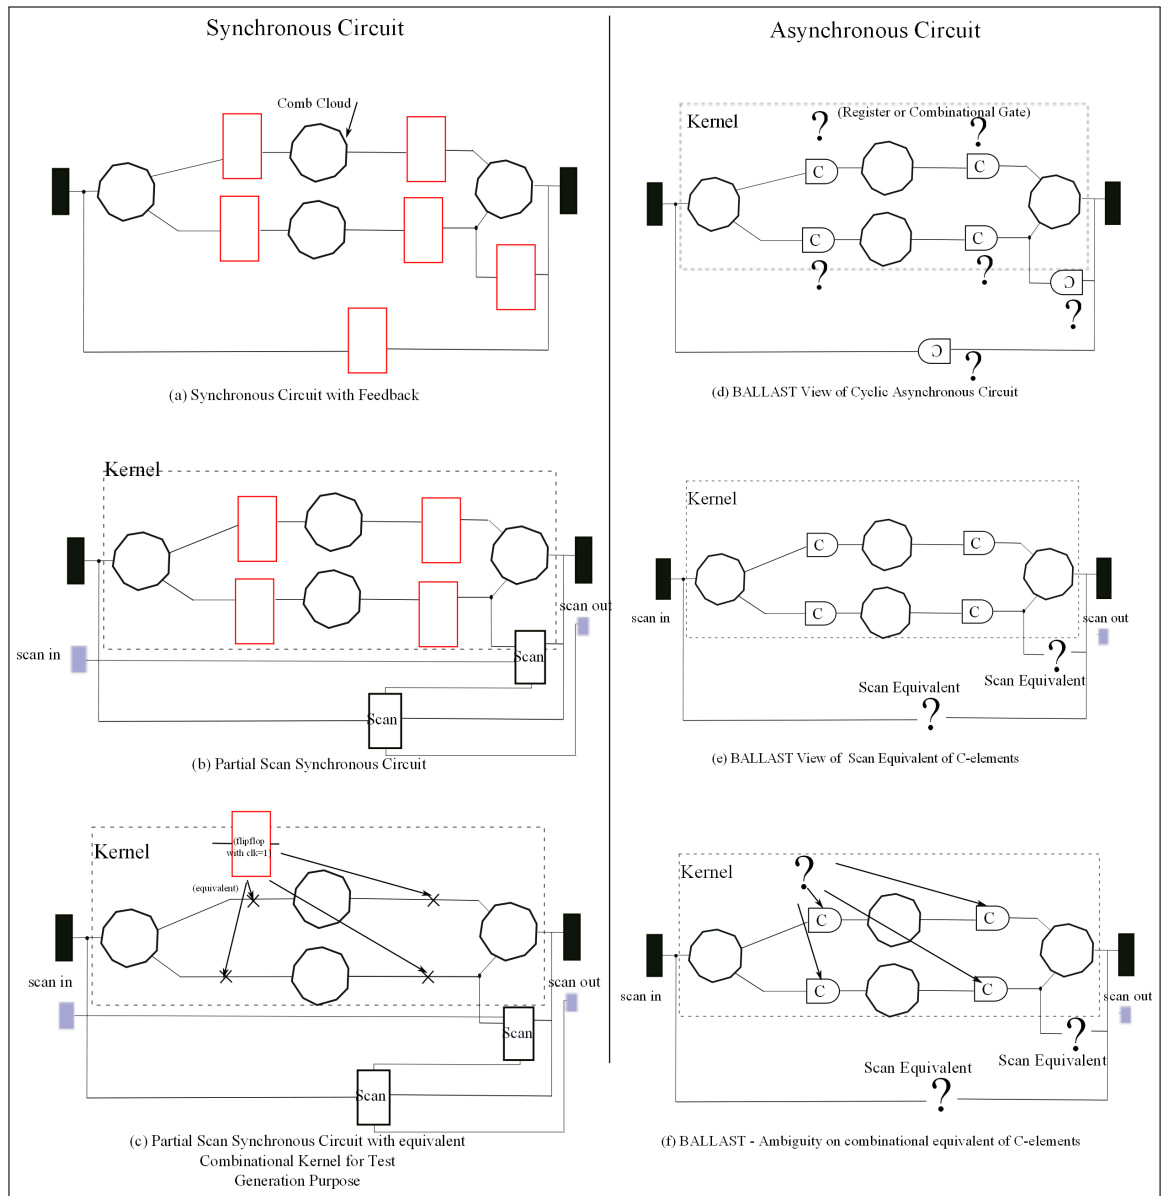 Synchronous Circuit
Comb Cloud
(a) Synchronous Circuit with Feedback
Kernel
scan out
scan in
Scan
Scan
(b) Partial Scan Synchronous Circuit
(flipflop
with clk=1)
Kernel
(equivalent)
scan in
scan out
Scan
Scan
(c) Partial Scan Synchronous Circuit with equivalent
Combinational Kernel for Test
Generation Purpose
Asynchronous Circuit
(Register or Combinational Gate)
Kernel
? ?
C C
C C
? ?
C
?
C
?
(d) BALLAST View of Cyclic Asynchronous Circuit
Kernel
C C
C C
scan in
scan out
?
Scan Equivalent
Scan Equivalent
?
(e) BALLAST View of Scan Equivalent of C-elements
Kernel
?
C C
C C
scan in
scan out
?
Scan Equivalent
Scan Equivalent
?
(f) BALLAST - Ambiguity on combinational equivalent of C-elements